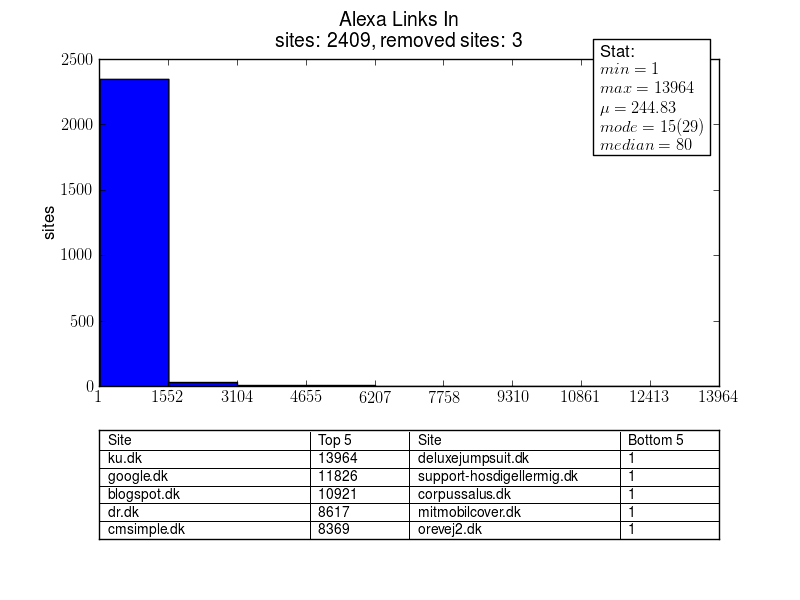 Alexa Links In
sites: 2409, removed sites: 3
Stat:
min = 1
max = 13964
μ = 244.83
mode = 15(29)
median = 80
sites
2500
2000
1500
1000
500
0
1 1552 3104 4655 6207 7758 9310 10861 12413 13964
Site Top 5 Site Bottom 5
ku.dk 13964 deluxejumpsuit.dk 1
google.dk 11826 support-hosdigellermig.dk 1
blogspot.dk 10921 corpussalus.dk 1
dr.dk 8617 mitmobilcover.dk 1
cmsimple.dk 8369 orevej2.dk 1